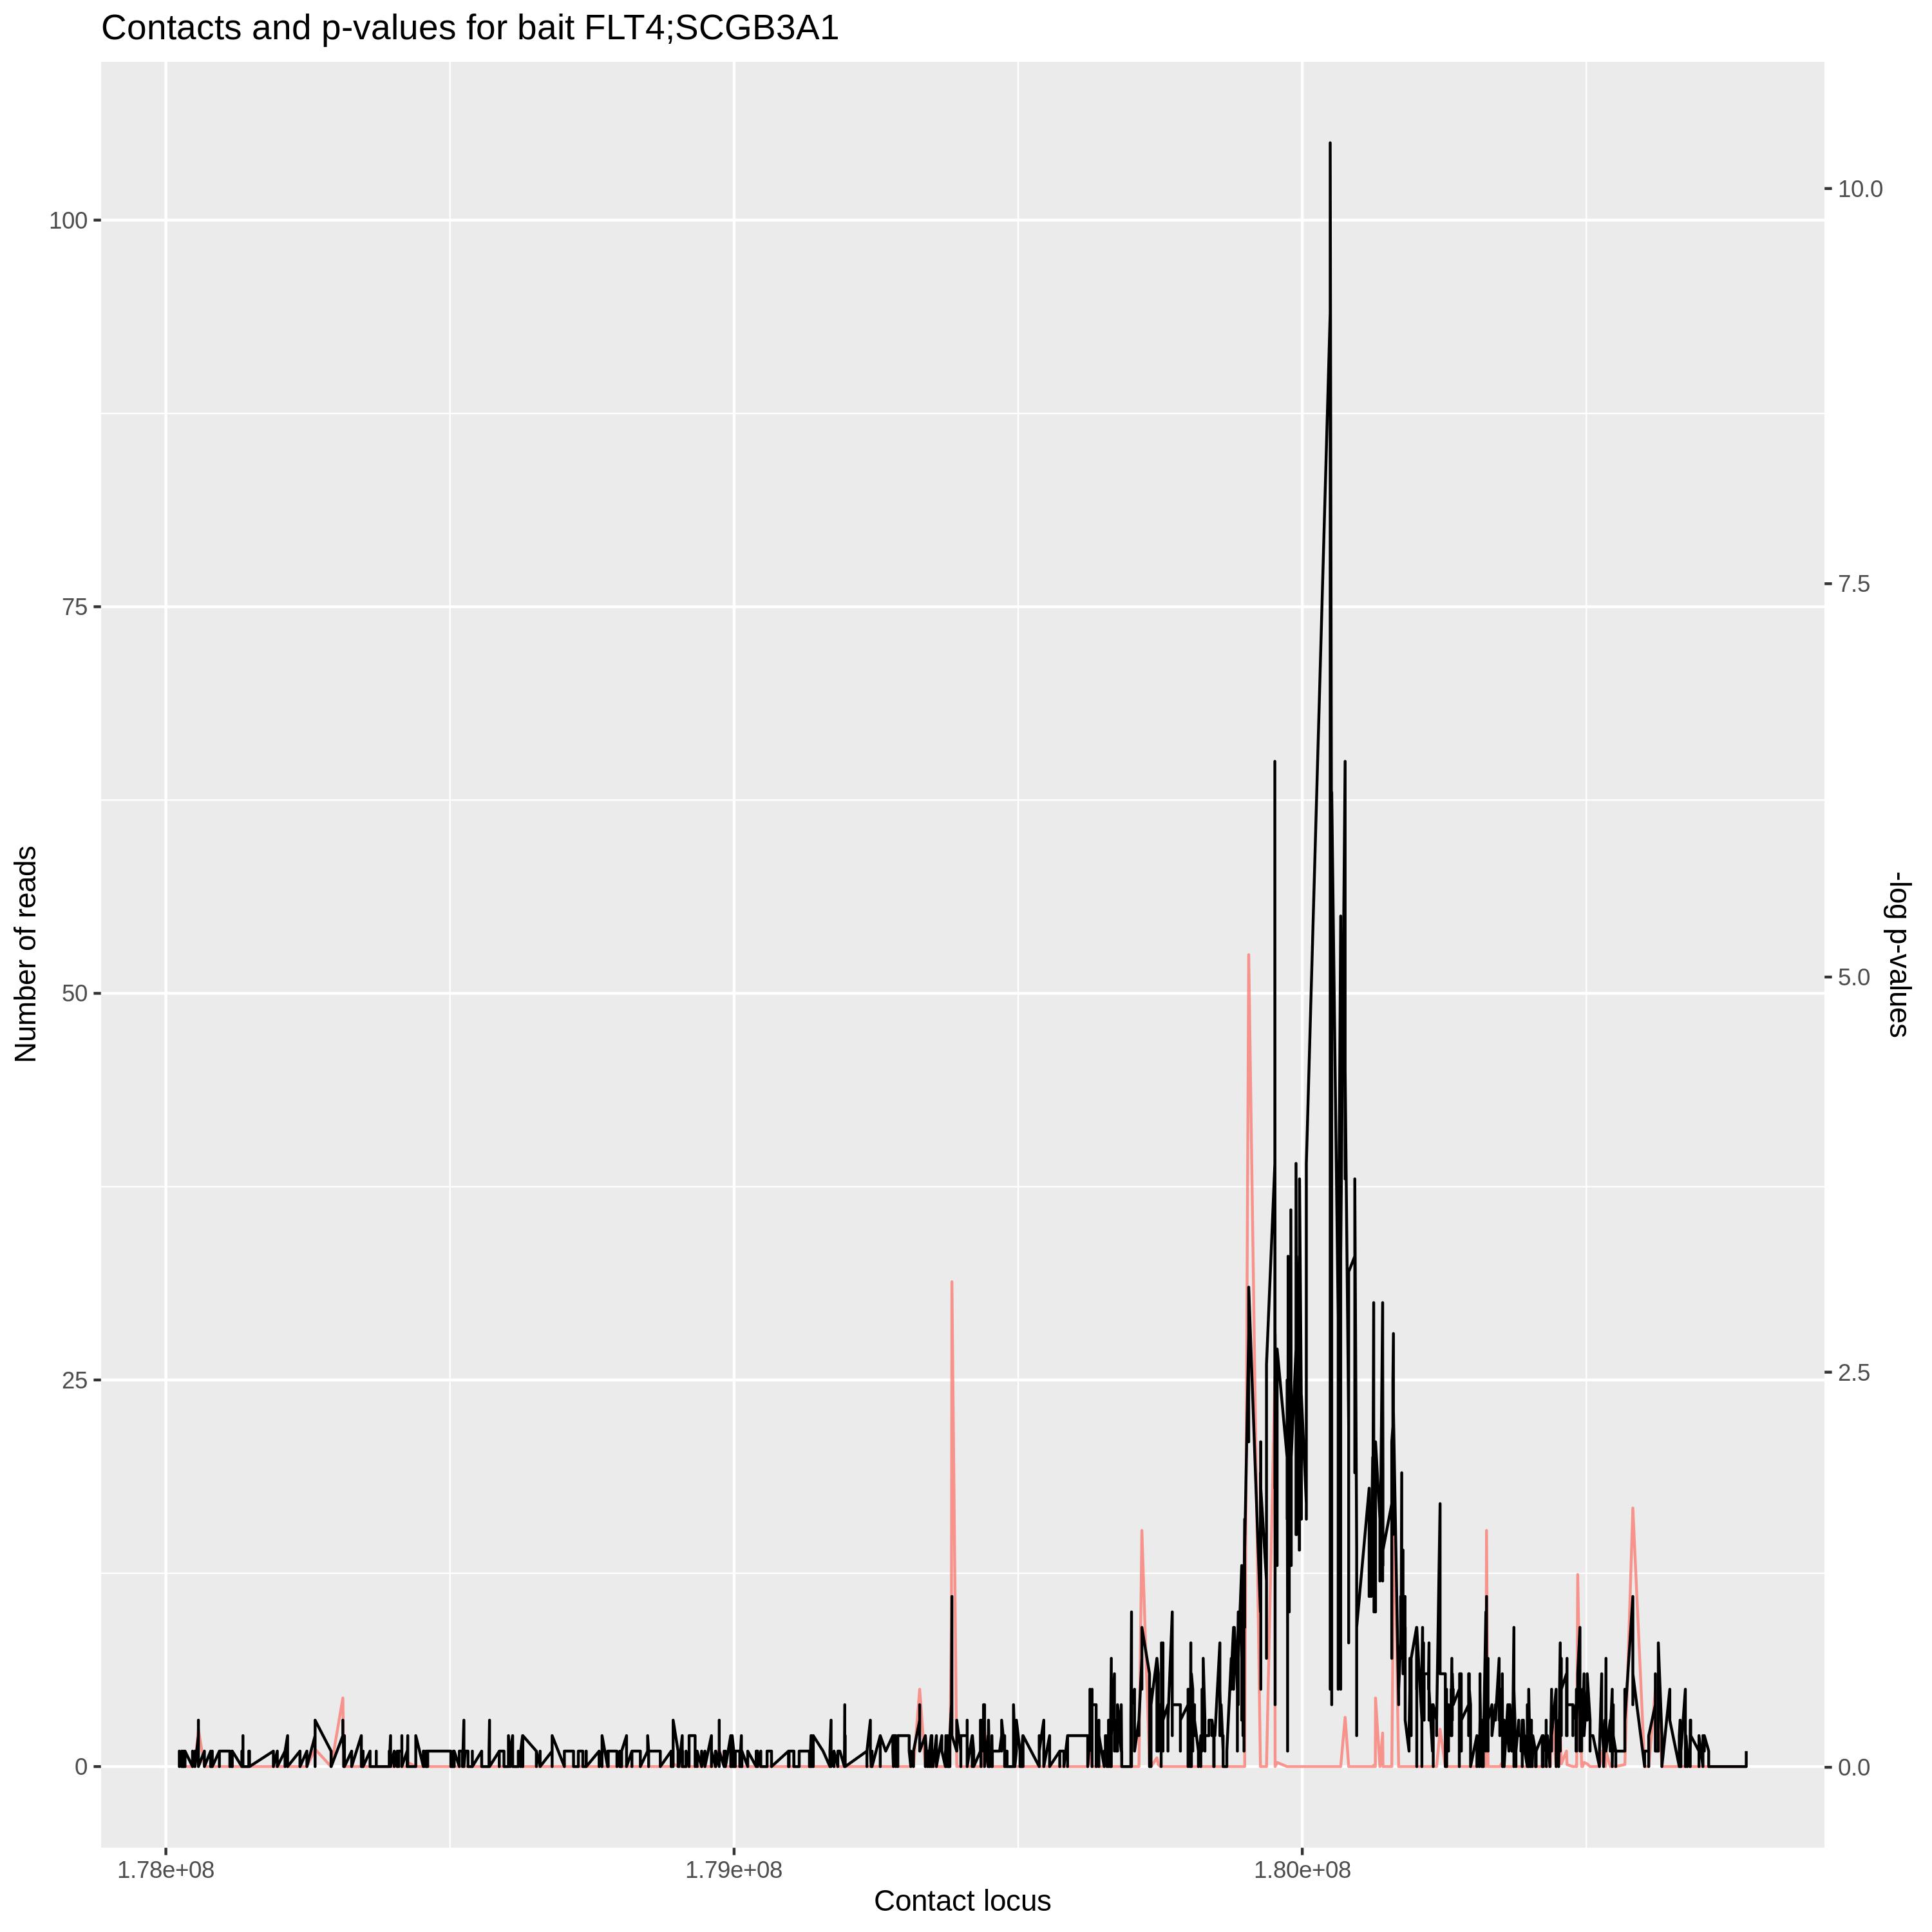 Contacts and p-values for bait FLT4;SCGB3A1
100
75
50
25
0
Number of reads
10.0
7.5
5.0
2.5
0.0
-log p-values
1.78e+08
1.79e+08
1.80e+08
Contact locus